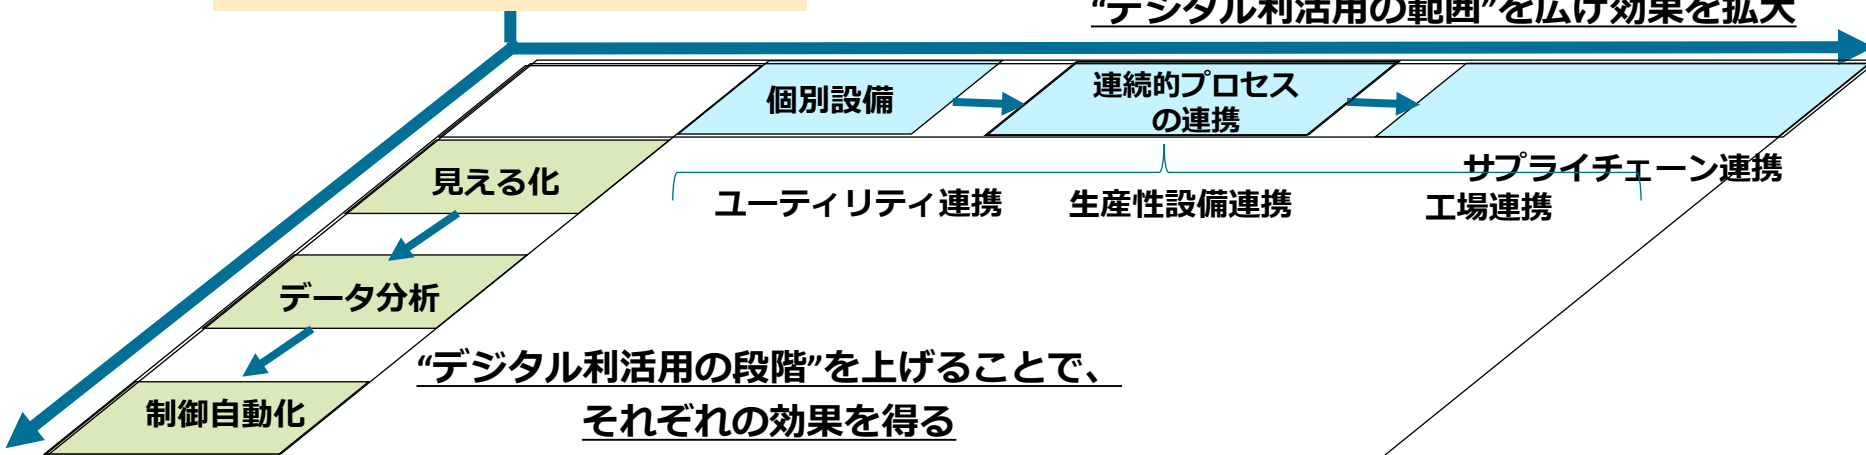 “デジタル利活用の範囲”を広げ効果を拡大
個別設備
連続的プロセス
の連携
サプライチェーン連携
見える化
ユーティリティ連携
生産性設備連携
工場連携
データ分析
“デジタル利活用の段階”を上げることで、
それぞれの効果を得る
制御自動化